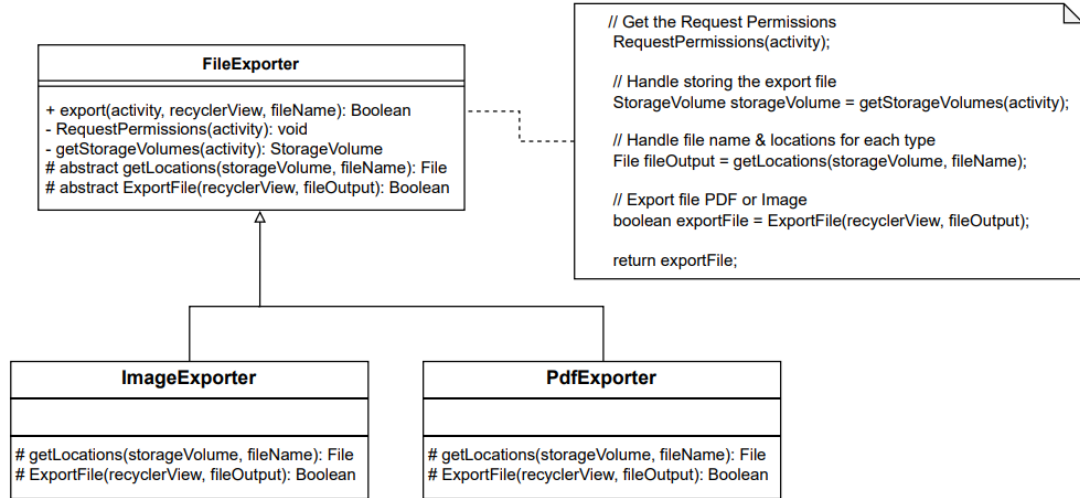 FileExporter
+ export(activity, recyclerView, fileName): Boolean
- RequestPermissions(activity): void
- getStorageVolumes(activity): StorageVolume
# abstract getLocations(storageVolume, fileName): File
# abstract ExportFile(recyclerView, fileOutput): Boolean
// Get the Request Permissions
RequestPermissions(activity);
// Handle storing the export file
StorageVolume storageVolume = getStorageVolumes(activity);
// Handle file name & locations for each type
File fileOutput = getLocations(storageVolume, fileName);
// Export file PDF or Image
boolean exportFile = ExportFile(recyclerView, fileOutput);
return exportFile;
ImageExporter
# getLocations(storageVolume, fileName): File
# ExportFile(recyclerView, fileOutput): Boolean
PdfExporter
# getLocations(storageVolume, fileName): File
# ExportFile(recyclerView, fileOutput): Boolean